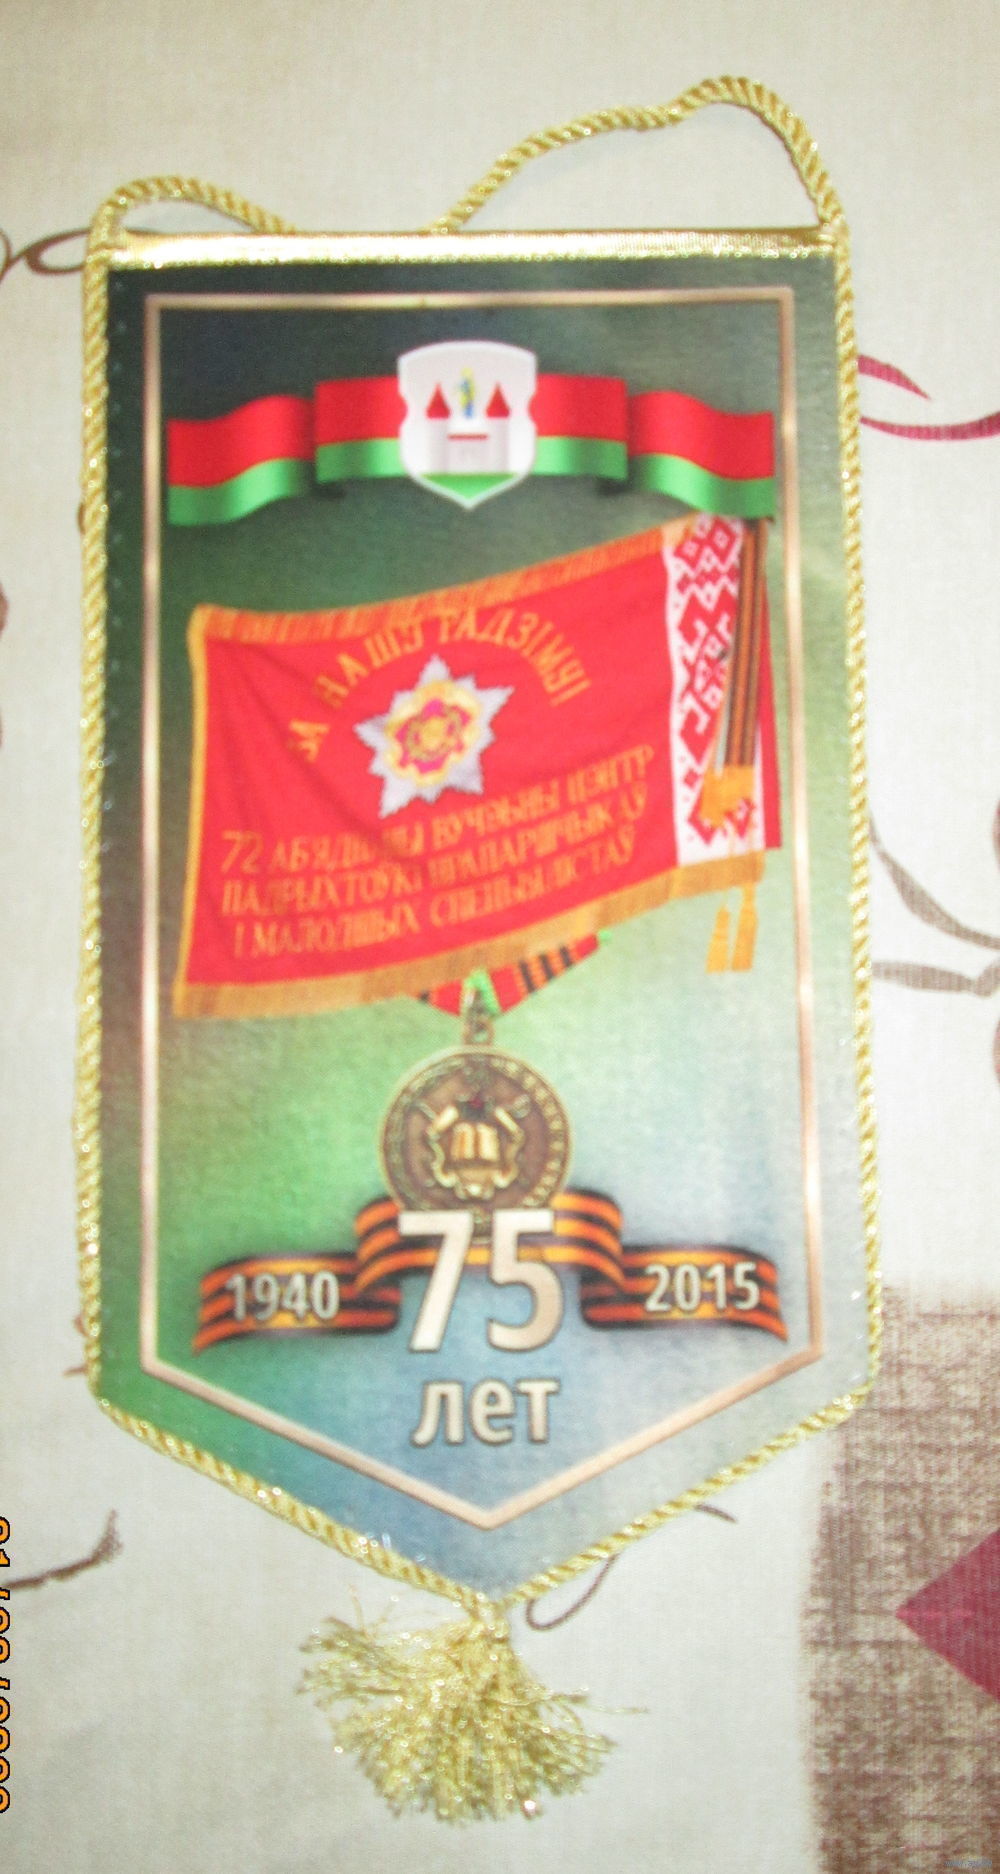 ЗА НАШУ РАДЗІМУ!
72 АБ'ЯДНАНЫ ВУЧЭБНЫ ЦЭНТР
ПАДРЫХТОЎКІ ПРАПАРШЧЫКАЎ
І МАЛОДШЫХ СПЕЦЫЯЛІСТАЎ
1940 75 2015
лет